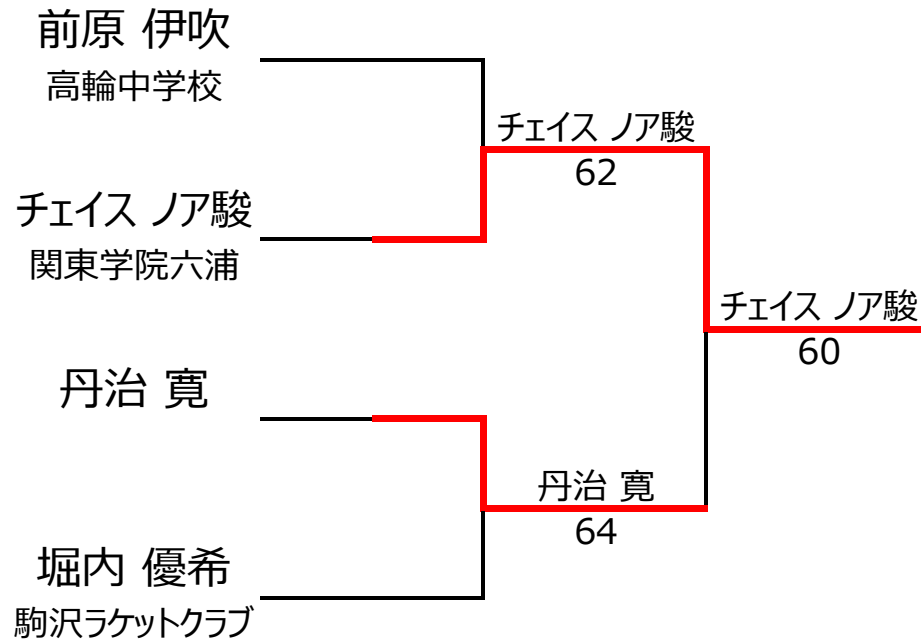 前原 伊吹
高輪中学校
チェイス ノア駿
62
チェイス ノア駿
関東学院六浦
チェイス ノア駿
60
丹治 寛
丹治 寛
64
堀内 優希
駒沢ラケットクラブ